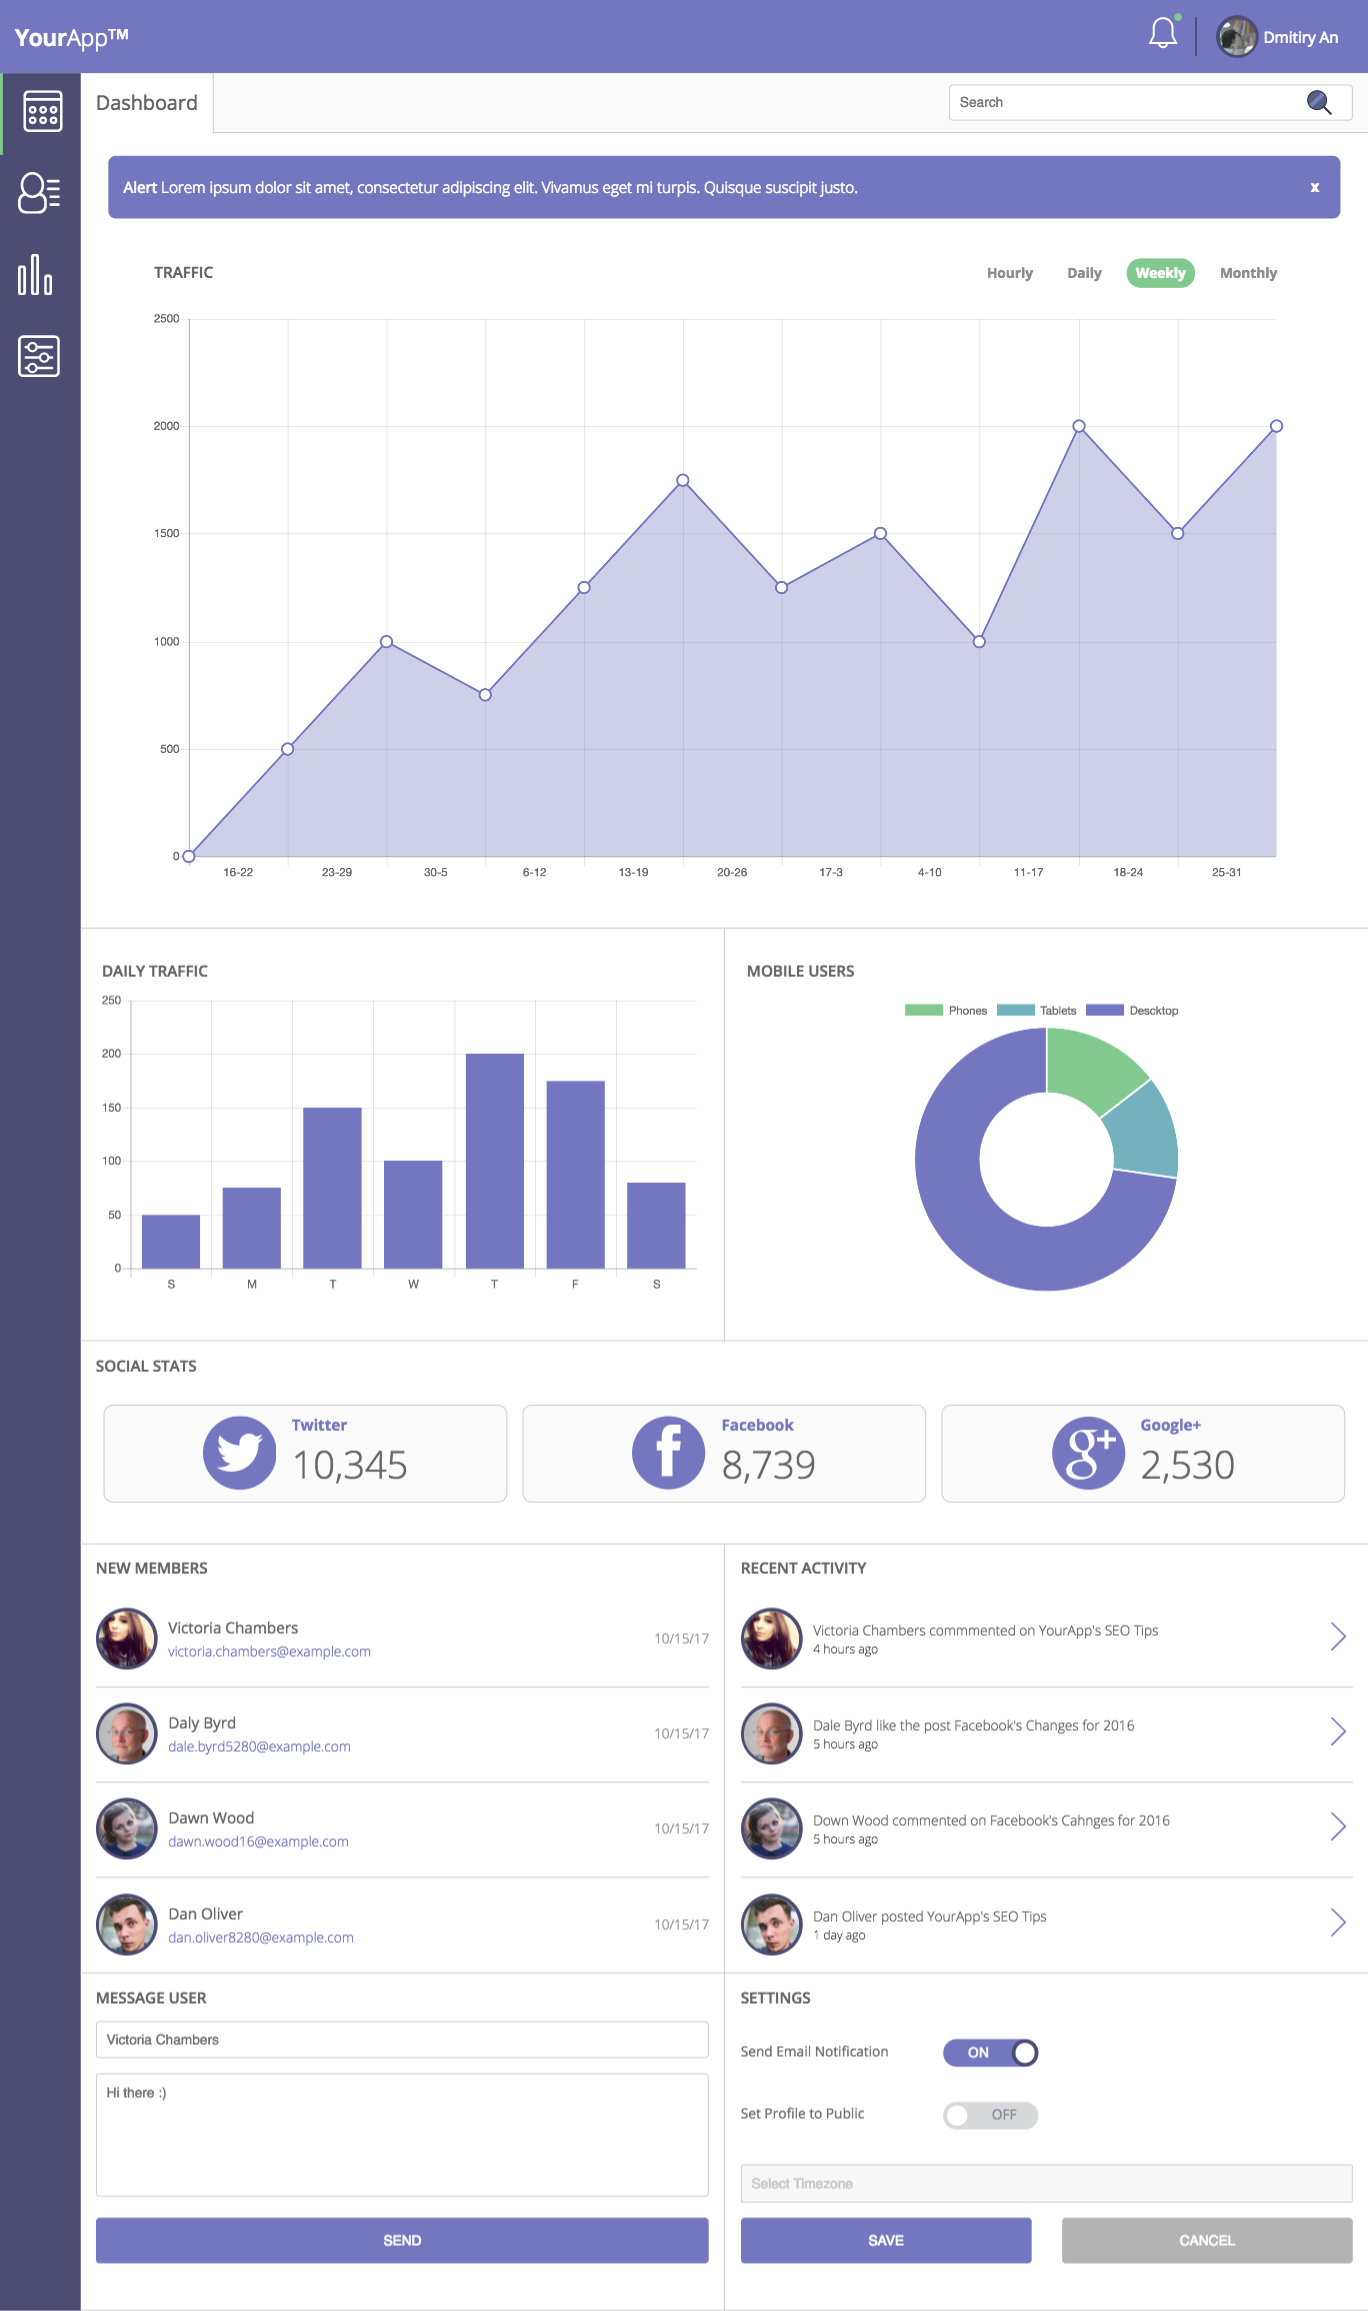 YourApp™
Dmitiry An
Dashboard
Search
Alert Lorem ipsum dolor sit amet, consectetur adipiscing elit. Vivamus eget mi turpis. Quisque suscipit justo.
x
TRAFFIC
Hourly Daily Weekly Monthly
2500
2000
1500
1000
500
0
16-22 23-29 30-5 6-12 13-19 20-26 17-3 4-10 11-17 18-24 25-31
DAILY TRAFFIC
250
200
150
100
50
0
S M T W T F S
MOBILE USERS
Phones Tablets Descktop
SOCIAL STATS
Twitter
10,345
Facebook
8,739
g+
Google+
2,530
NEW MEMBERS
Victoria Chambers
victoria.chambers@example.com
10/15/17
Daly Byrd
dale.byrd5280@example.com
10/15/17
Dawn Wood
dawn.wood16@example.com
10/15/17
Dan Oliver
dan.oliver8280@example.com
10/15/17
RECENT ACTIVITY
Victoria Chambers commmented on YourApp's SEO Tips
4 hours ago
Dale Byrd like the post Facebook's Changes for 2016
5 hours ago
Down Wood commented on Facebook's Cahnges for 2016
5 hours ago
Dan Oliver posted YourApp's SEO Tips
1 day ago
MESSAGE USER
Victoria Chambers
Hi there :)
SEND
SETTINGS
Send Email Notification
ON
Set Profile to Public
OFF
Select Timezone
SAVE
CANCEL